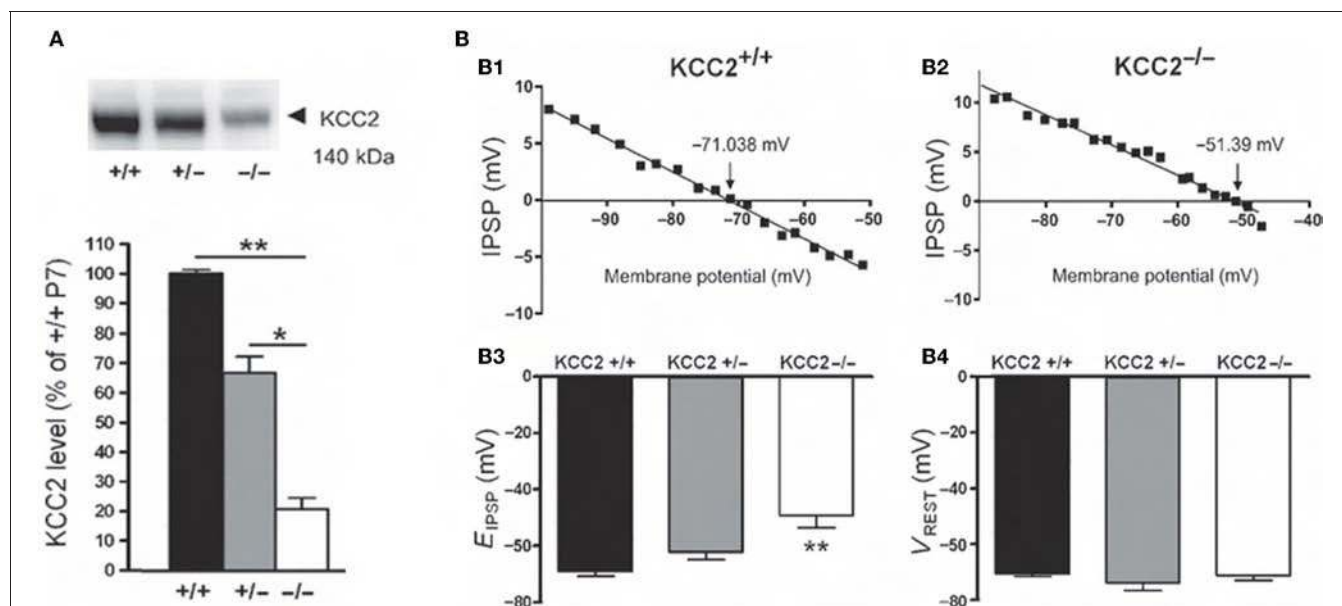 A
KCC2
140 kDa
+/+ +/− −/−
KCC2 level (% of +/+ P7)
110
100
90
80
70
60
50
40
30
20
10
0
**
*
+/+ +/− −/−
B
B1 KCC2+/+
IPSP (mV)
10
5
0
−5
−10
−71.038 mV
−90 −80 −70 −60 −50
Membrane potential (mV)
B2 KCC2−/−
IPSP (mV)
10
5
0
−5
−10
−51.39 mV
−80 −70 −60 −50 −40
Membrane potential (mV)
B3 KCC2 +/+ KCC2 +/− KCC2 −/−
EIPSP (mV)
0
−20
−40
−60
−80
**
B4 KCC2 +/+ KCC2 +/− KCC2 −/−
VREST (mV)
0
−20
−40
−60
−80